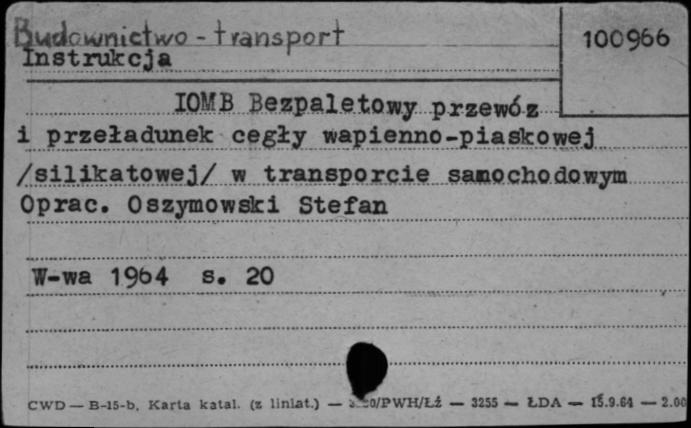 Budownictwo - transport
100966
Instrukcja
IOMB Bezpaletowy przewóz
i przeładunek cegły wapienno-piaskowej
/silikatowej/ w transporcie samochodowym
Oprac. Oszymowski Stefan
W-wa 1964 s. 20
CWD — B-15-b, Karta katal. (z liniat.) — /PWH/Łź — 3255 — ŁDA — 15.9.64 — 2.00